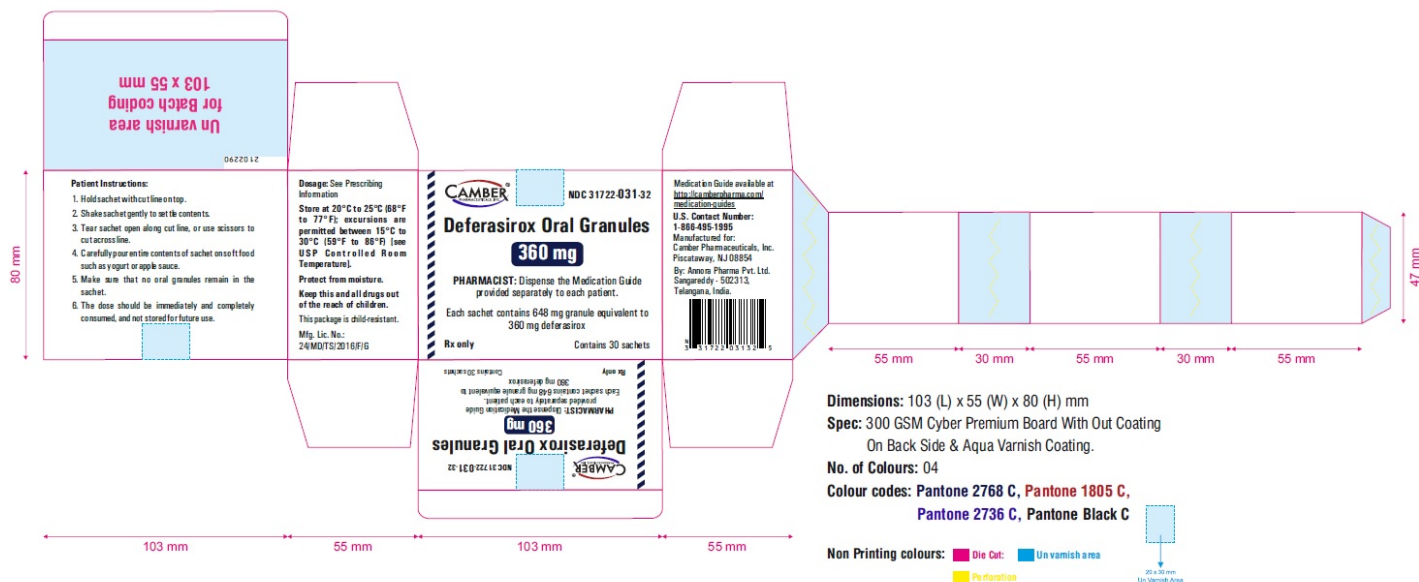 Un varnish area
for Batch coding
103 x 55 mm
2102290
80 mm
Patient Instructions:
1. Hold sachet with cut line on top.
2. Shake sachet gently to settle contents.
3. Tear sachet open along cut line, or use scissors to
cut across line.
4. Carefully pour entire contents of sachet on soft food
such as yogurt or apple sauce.
5. Make sure that no oral granules remain in the
sachet.
6. The dose should be immediately and completely
consumed, and not stored for future use.
Dosage: See Prescribing
Information
Store at 20°C to 25°C (68°F
to 77°F); excursions are
permitted between 15°C to
30°C (59°F to 86°F) [see
USP Controlled Room
Temperature].
Protect from moisture.
Keep this and all drugs out
of the reach of children.
This package is child-resistant.
Mfg. Lic. No.:
24/MD/TS/2016/F/G
CAMBER®
PHARMACEUTICALS, INC.
NDC 31722-031-32
Deferasirox Oral Granules
360 mg
PHARMACIST: Dispense the Medication Guide
provided separately to each patient.
Each sachet contains 648 mg granule equivalent to
360 mg deferasirox
Rx only Contains 30 sachets
Medication Guide available at
http://camberpharma.com/
medication-guides
U.S. Contact Number:
1-866-495-1995
Manufactured for:
Camber Pharmaceuticals, Inc.
Piscataway, NJ 08854
By: Annora Pharma Pvt. Ltd.
Sangareddy - 502313,
Telangana, India.
N
3 31722 03132 5
CAMBER®
NDC 31722-031-32
Deferasirox Oral Granules
360 mg
PHARMACIST: Dispense the Medication Guide
provided separately to each patient.
Each sachet contains 648 mg granule equivalent to
360 mg deferasirox
Rx only Contains 30 sachets
103 mm
55 mm
103 mm
55 mm
55 mm
30 mm
55 mm
30 mm
55 mm
47 mm
Dimensions: 103 (L) x 55 (W) x 80 (H) mm
Spec: 300 GSM Cyber Premium Board With Out Coating
On Back Side & Aqua Varnish Coating.
No. of Colours: 04
Colour codes: Pantone 2768 C, Pantone 1805 C,
Pantone 2736 C, Pantone Black C
Non Printing colours: Die Cut: Un varnish area
Perforation
20 x 30 mm
Un Varnish Area